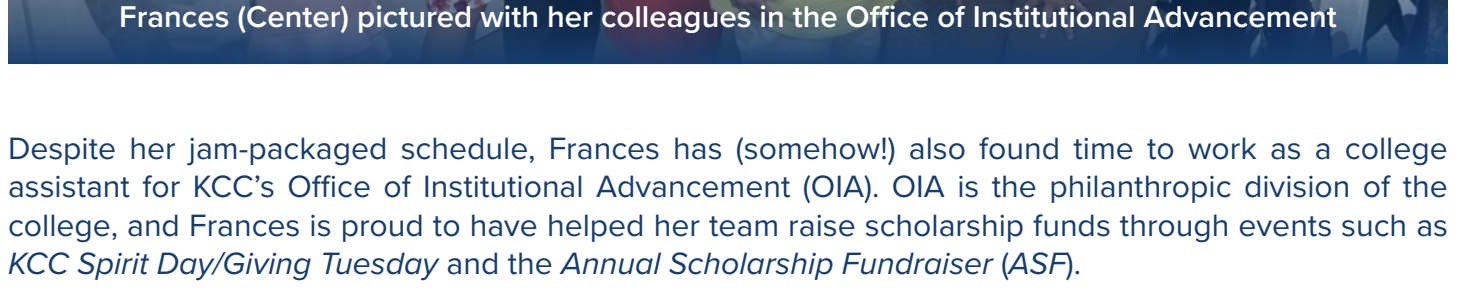 Frances (Center) pictured with her colleagues in the Office of Institutional Advancement
Despite her jam-packed schedule, Frances has (somehow!) also found time to work as a college
assistant for KCC's Office of Institutional Advancement (OIA). OIA is the philanthropic division of the
college, and Frances is proud to have helped her team raise scholarship funds through events such as
KCC Spirit Day/Giving Tuesday and the Annual Scholarship Fundraiser (ASF).